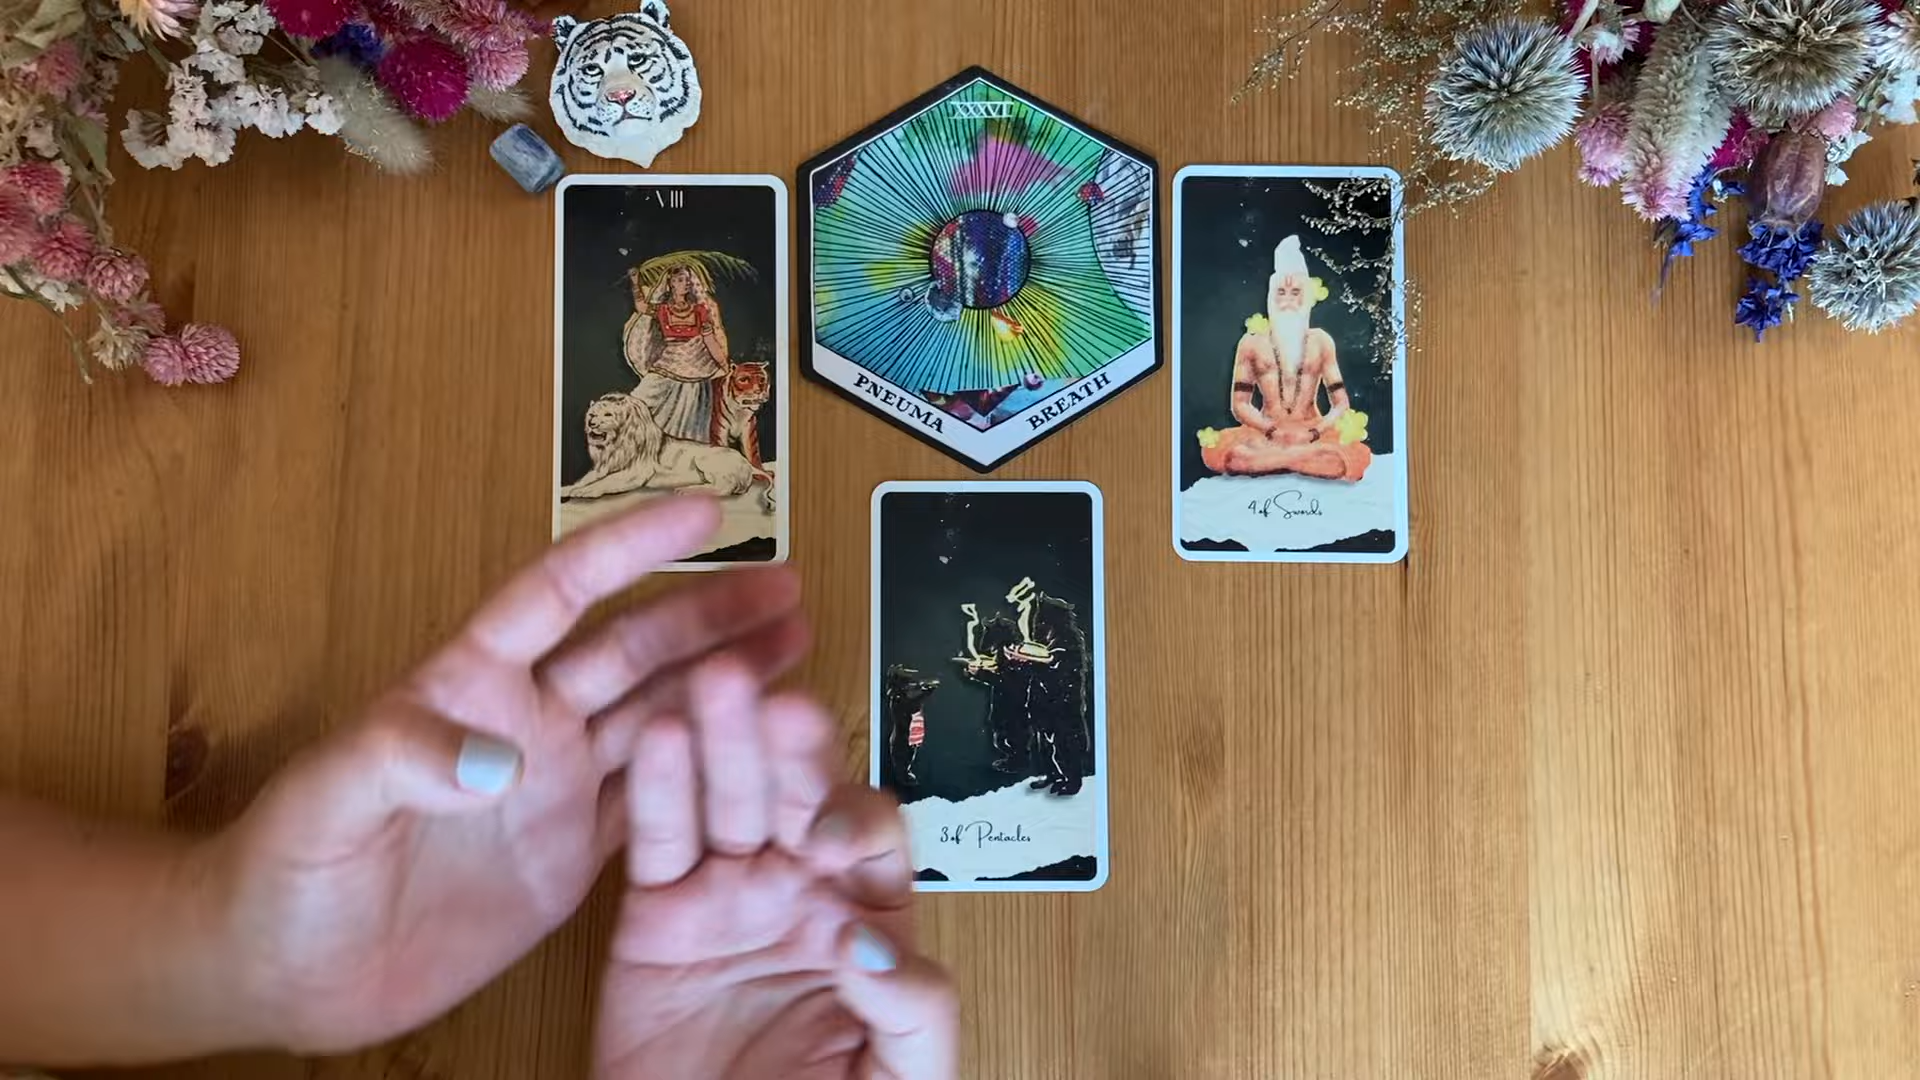 XXXVI
VIII
PNEUMA
BREATH
4 of Swords
3 of Pentacles